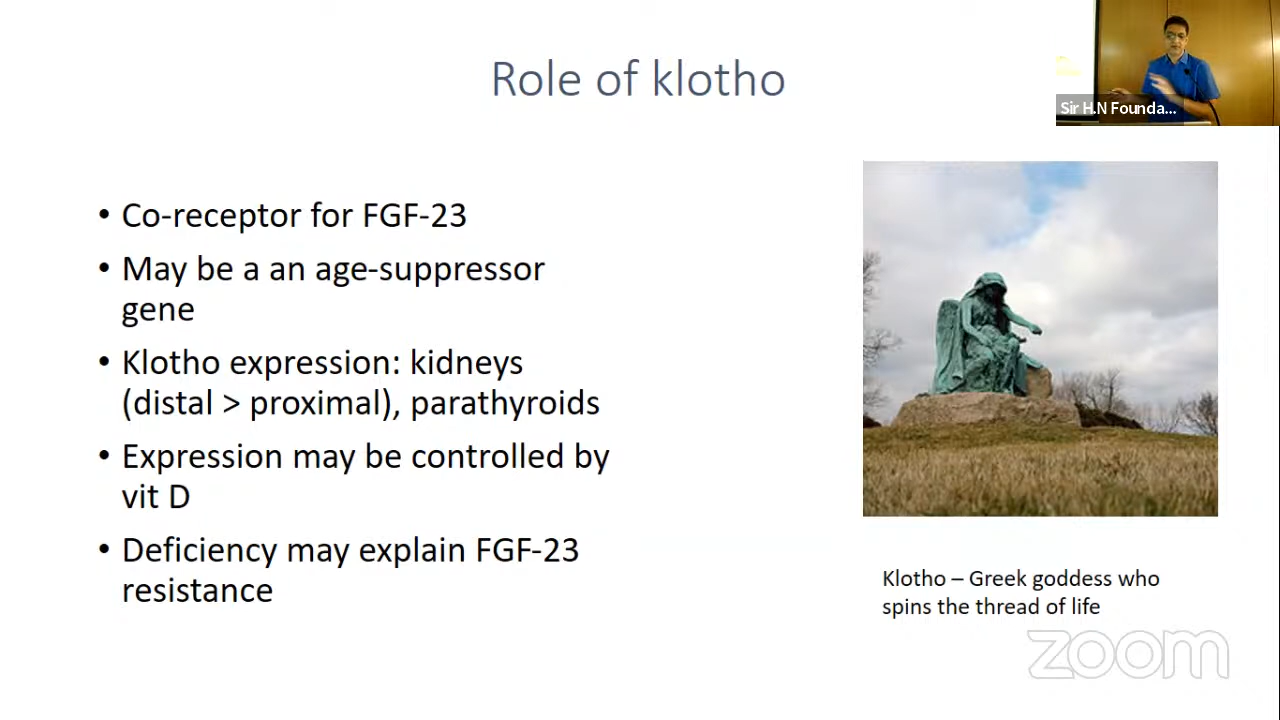 Role of klotho
Sir H.N Founda...
• Co-receptor for FGF-23
• May be a an age-suppressor
gene
• Klotho expression: kidneys
(distal > proximal), parathyroids
• Expression may be controlled by
vit D
• Deficiency may explain FGF-23
resistance
Klotho – Greek goddess who
spins the thread of life
zoom